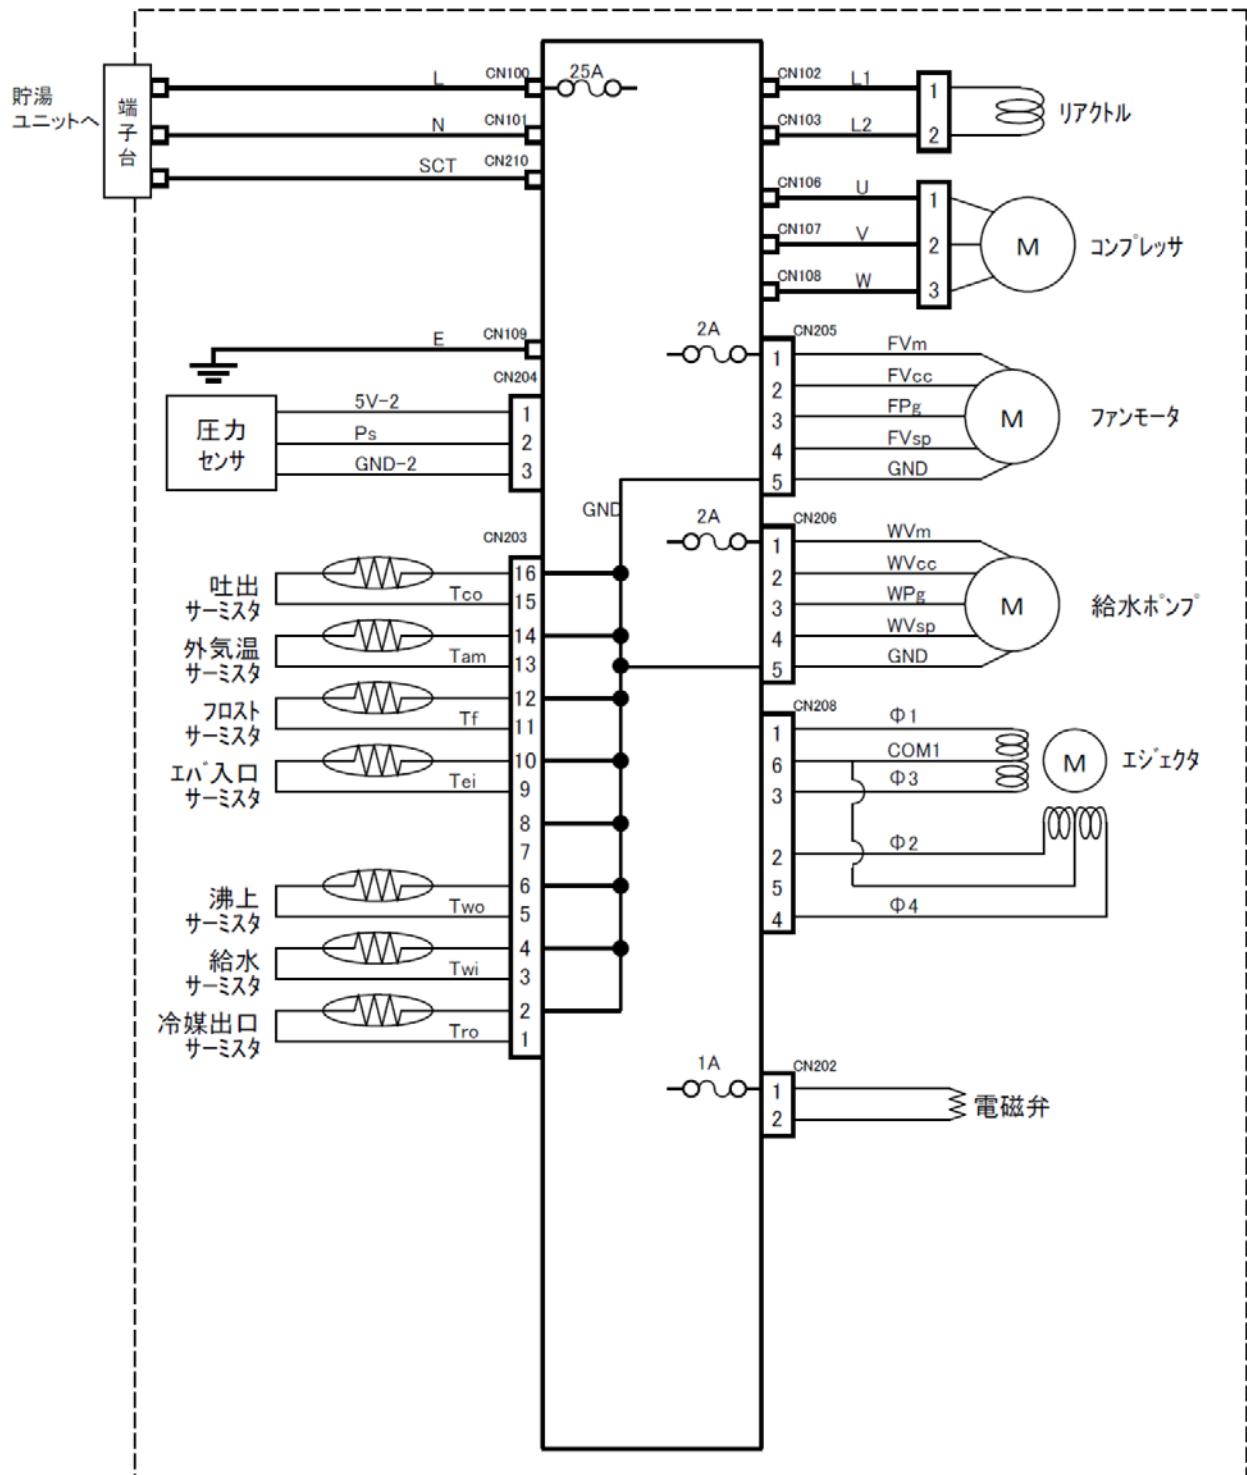 貯湯
ユニットへ
端
子
台
L
CN100
25A
N
CN101
SCT
CN210
E
CN109
CN204
圧力
センサ
5V-2
1
Ps
2
GND-2
3
GND
CN203
吐出
サーミスタ
16
Tco
15
外気温
サーミスタ
14
Tam
13
フロスト
サーミスタ
12
Tf
11
エバ入口
サーミスタ
10
Tei
9
8
7
沸上
サーミスタ
6
Two
5
給水
サーミスタ
4
Twi
3
冷媒出口
サーミスタ
2
Tro
1
CN102
L1
1
CN103
L2
2
リアクトル
CN106
U
1
CN107
V
2
CN108
W
3
M
コンプレッサ
2A
CN205
1
FVm
2
FVcc
3
FPg
4
FVsp
5
GND
M
ファンモータ
2A
CN206
1
WVm
2
WVcc
3
WPg
4
WVsp
5
GND
M
給水ポンプ
CN208
1
Φ1
6
COM1
3
Φ3
2
Φ2
5
4
Φ4
M
エジェクタ
1A
CN202
1
2
電磁弁